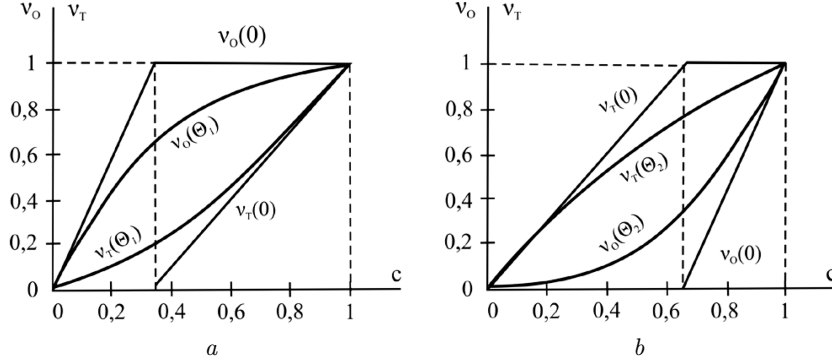 ν_O ν_T
ν_O(0)
1
0,8
0,6
0,4
0,2
0
ν_O(Θ_1)
ν_T(Θ_1)
ν_T(0)
c
0 0,2 0,4 0,6 0,8 1
a
ν_O ν_T
1
0,8
0,6
0,4
0,2
0
ν_T(0)
ν_T(Θ_2)
ν_O(Θ_2)
ν_O(0)
c
0 0,2 0,4 0,6 0,8 1
b